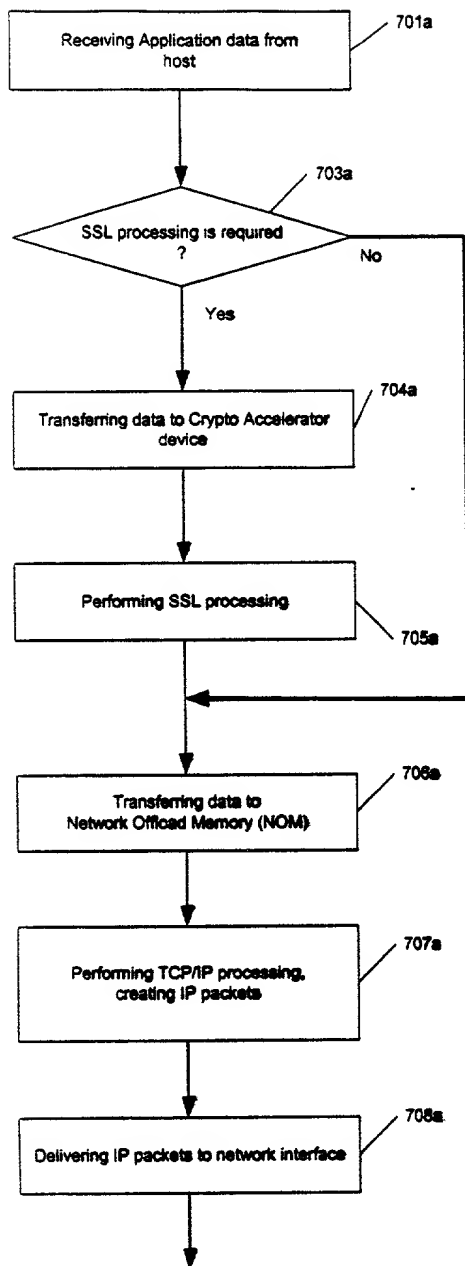 701a
Receiving Application data from
host
703a
SSL processing is required
?
No
Yes
704a
Transferring data to Crypto Accelerator
device
Performing SSL processing
705a
706a
Transferring data to
Network Offload Memory (NOM)
707a
Performing TCP/IP processing,
creating IP packets
708a
Delivering IP packets to network interface